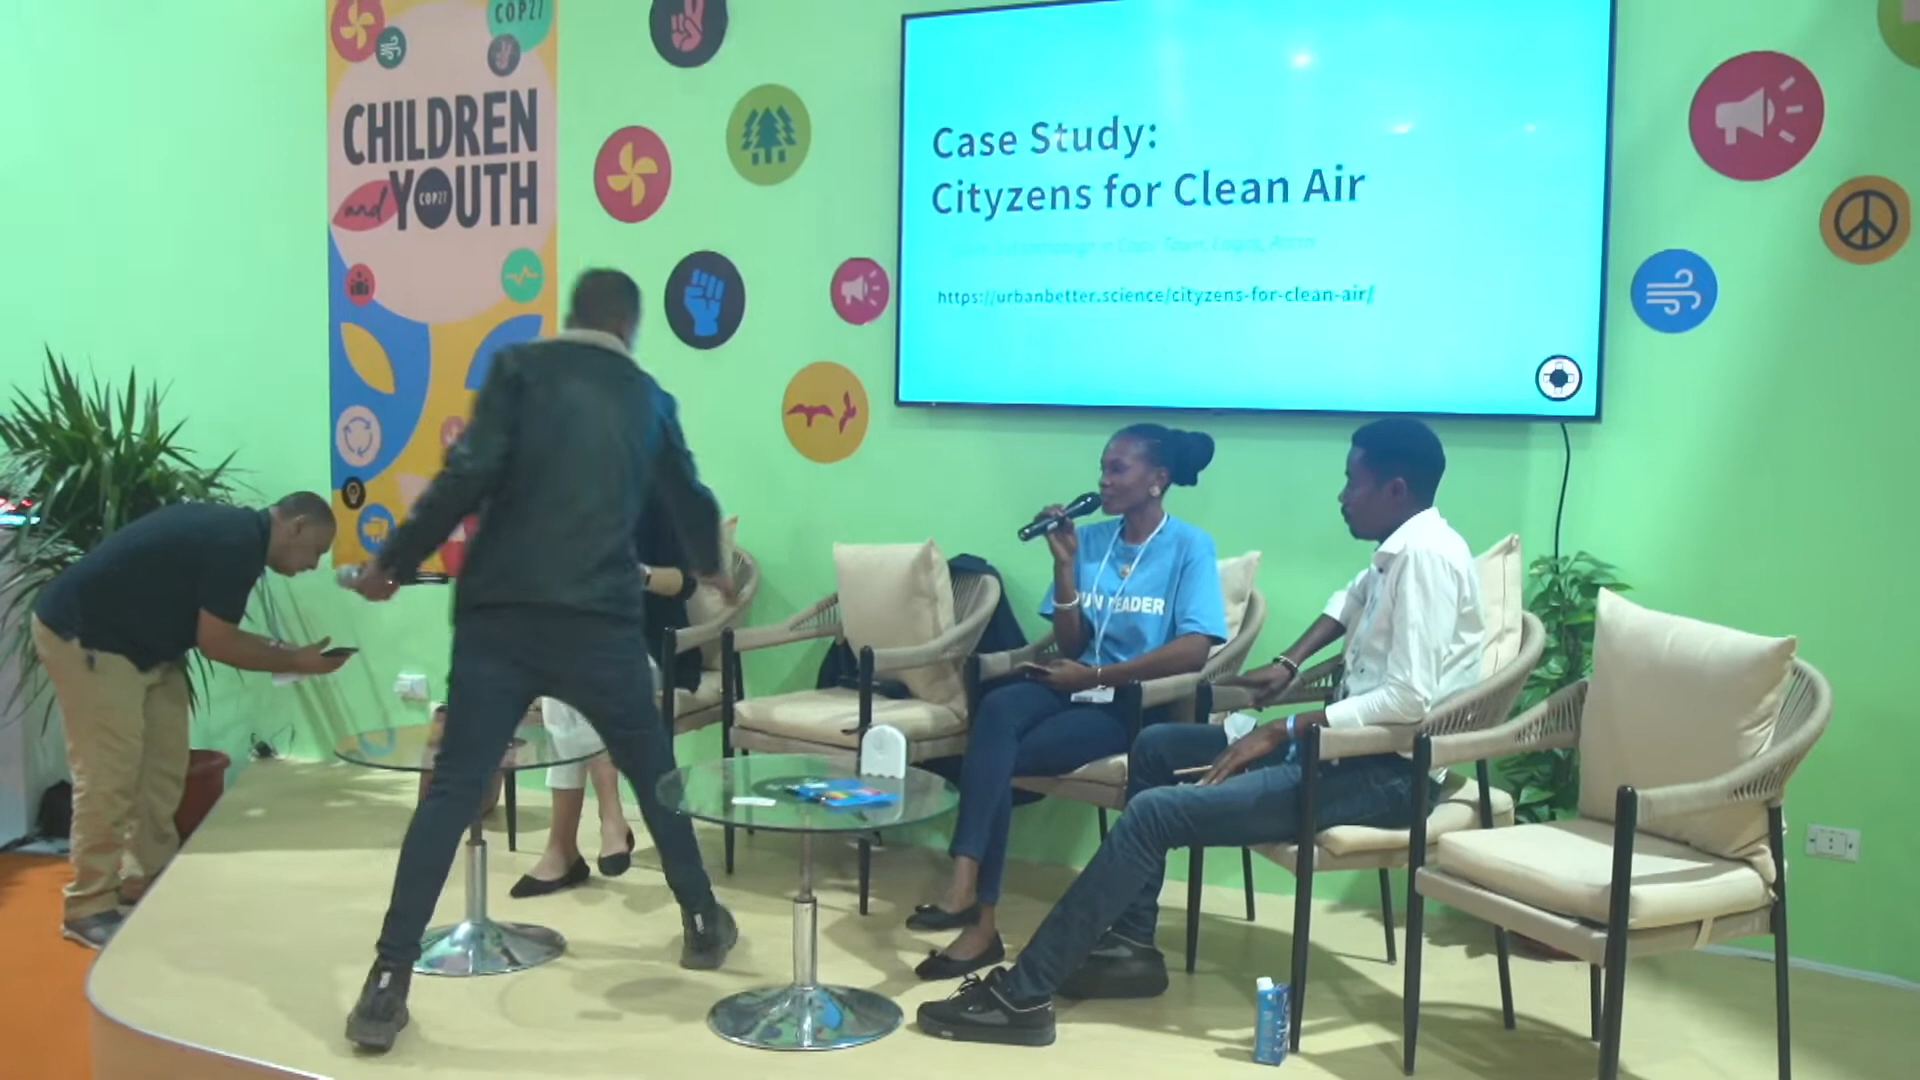 COP27
CHILDREN
and YOUTH
COP27
Case Study:
Cityzens for Clean Air
https://urbanbetter.science/cityzens-for-clean-air/
RUN LEADER